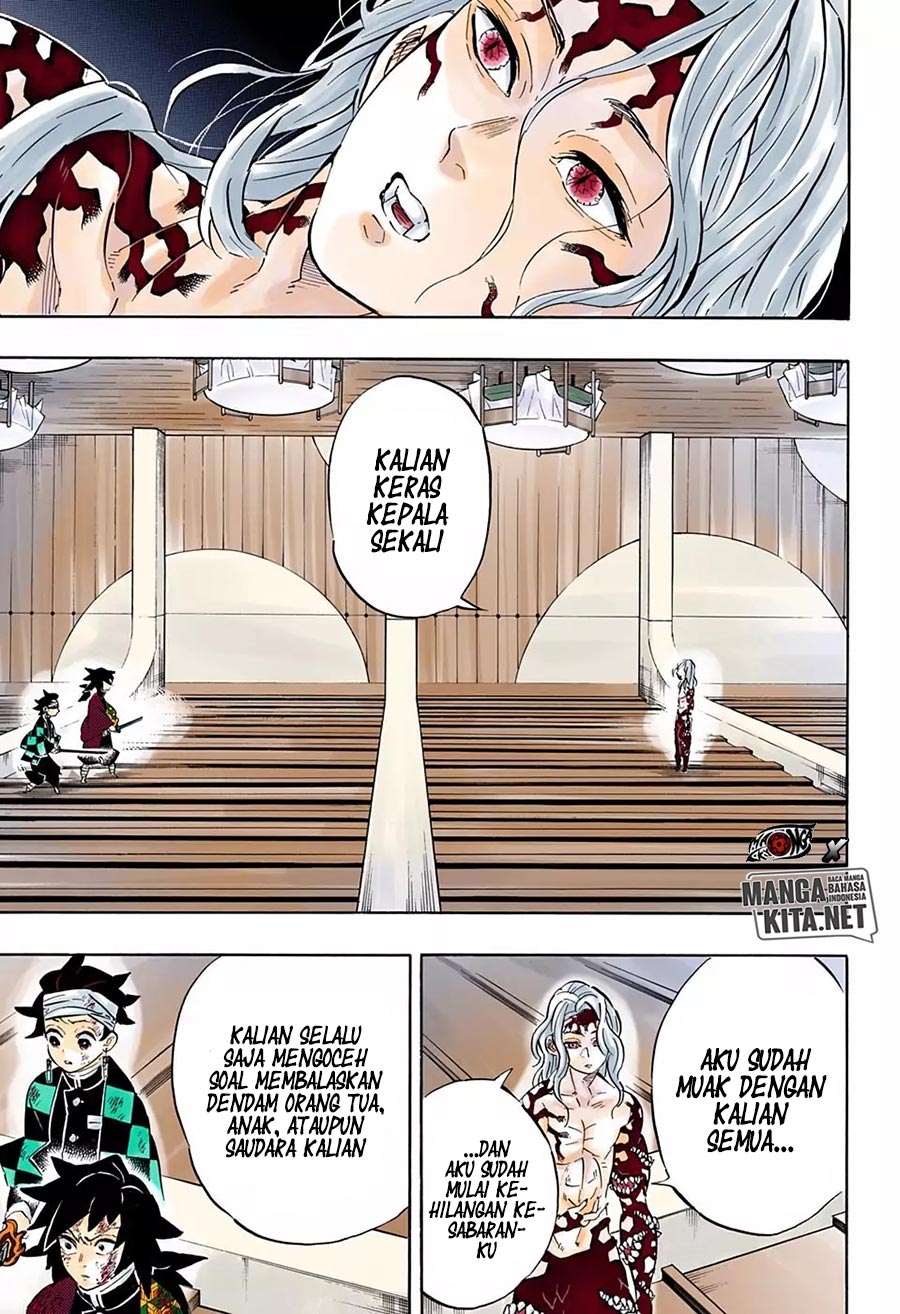 KALIAN
KERAS
KEPALA
SEKALI
MANGA
BACA MANGA
BAHASA
INDONESIA
KITA.NET
AKU SUDAH
MUAK DENGAN
KALIAN
SEMUA...
...DAN
AKU SUDAH
MULAI KE-
HILANGAN KE-
SABARAN-
KU
KALIAN SELALU
SAJA MENGOCEH
SOAL MEMBALASKAN
DENDAM ORANG TUA,
ANAK, ATAUPUN
SAUDARA KALIAN